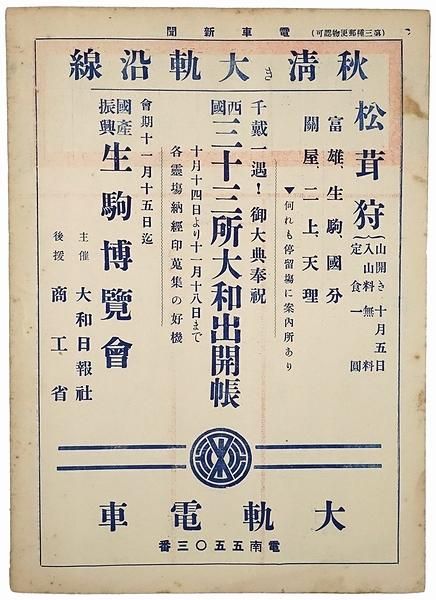 （第三種郵便物認可）
電車新聞
秋清き大軌沿線
松茸狩
山開き 十月五日
入山料 無料
定食 一圓
富雄、生駒、國分、
關屋、二上、天理
▼何れも停留場に案内所あり
千載一遇！御大典奉祝
西國三十三所大和出開帳
十月十四日より十一月十八日まで
各靈場納經印蒐集の好機
會期十一月十五日迄
國産振興 生駒博覽會
主催 大和日報社
後援 商工省
大軌電車
電南五五〇三番